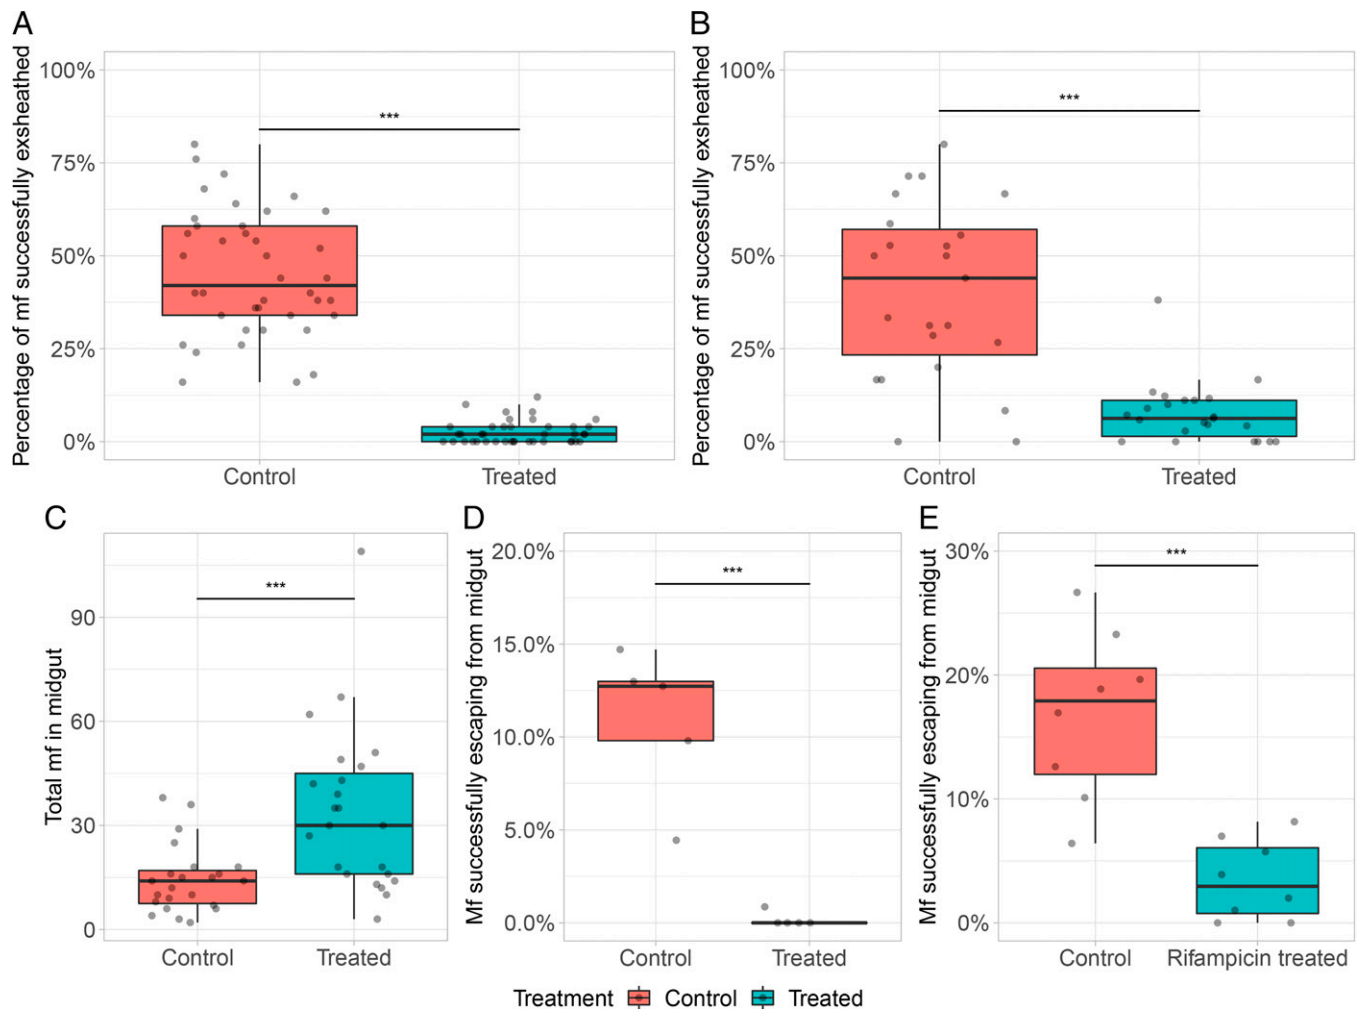 A
B
Percentage of mf successfully exsheathed
100%
75%
50%
25%
0%
***
Control
Treated
Percentage of mf successfully exsheathed
100%
75%
50%
25%
0%
***
Control
Treated
C
D
E
Total mf in midgut
90
60
30
0
***
Control
Treated
Mf successfully escaping from midgut
20.0%
15.0%
10.0%
5.0%
0.0%
***
Control
Treated
Mf successfully escaping from midgut
30%
20%
10%
0%
***
Control
Rifampicin treated
Treatment Control Treated